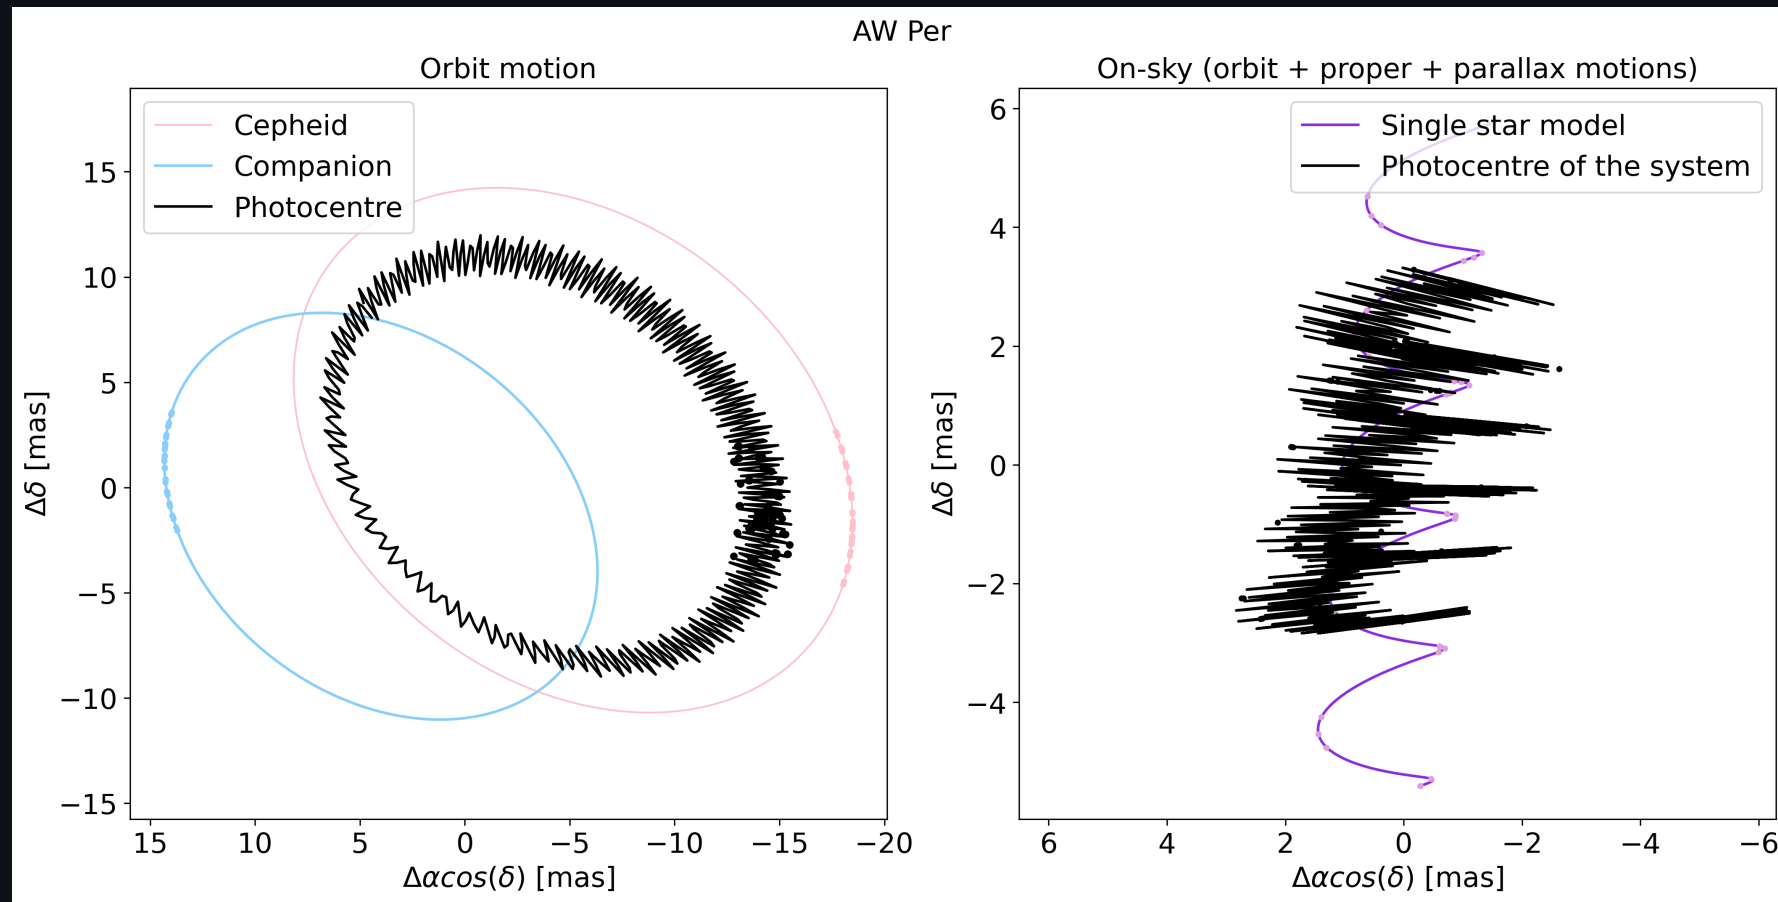 AW Per
Orbit motion
Cepheid
Companion
Photocentre
15
10
5
0
−5
−10
−15
Δδ [mas]
15 10 5 0 −5 −10 −15 −20
Δαcos(δ) [mas]
On-sky (orbit + proper + parallax motions)
Single star model
Photocentre of the system
6
4
2
0
−2
−4
Δδ [mas]
6 4 2 0 −2 −4 −6
Δαcos(δ) [mas]